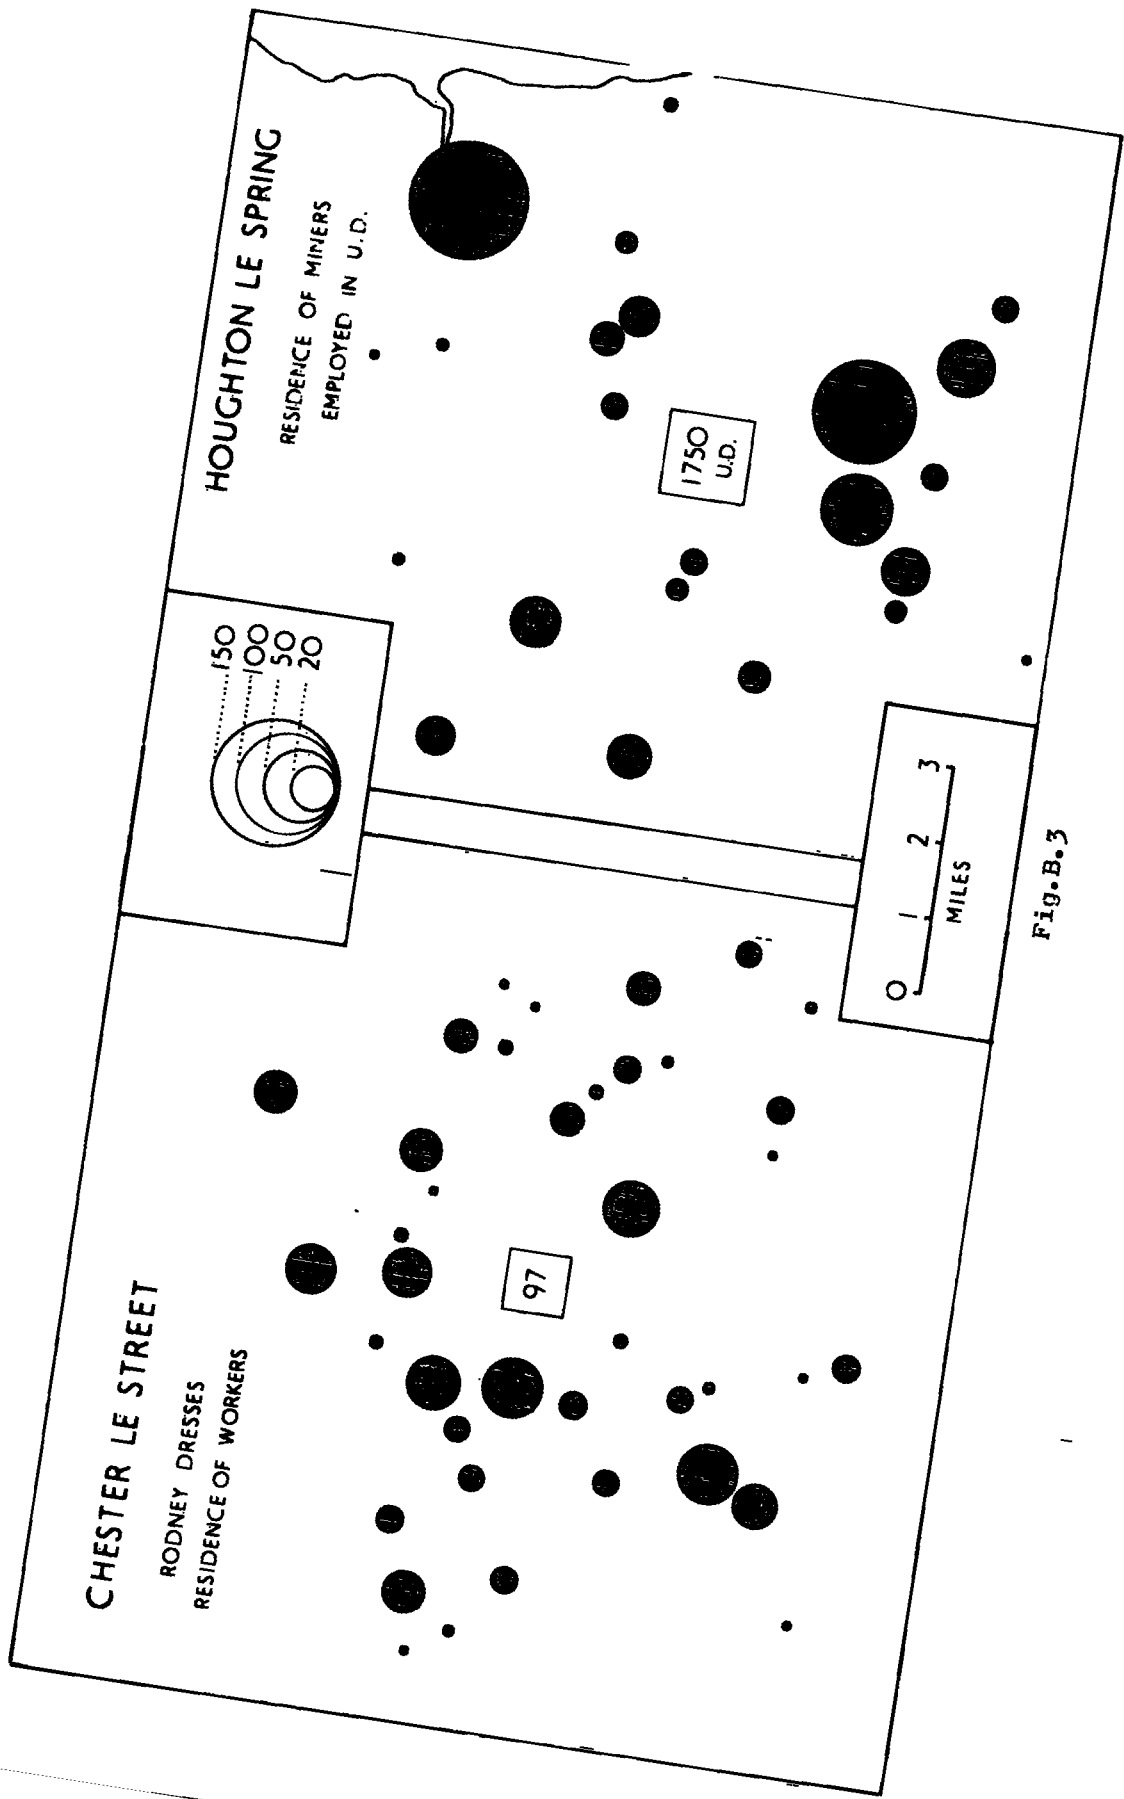 CHESTER LE STREET
RODNEY DRESSES
RESIDENCE OF WORKERS
97
150
100
50
20
0 1 2 3
MILES
HOUGHTON LE SPRING
RESIDENCE OF MINERS
EMPLOYED IN U.D.
1750
U.D.
Fig.B.3